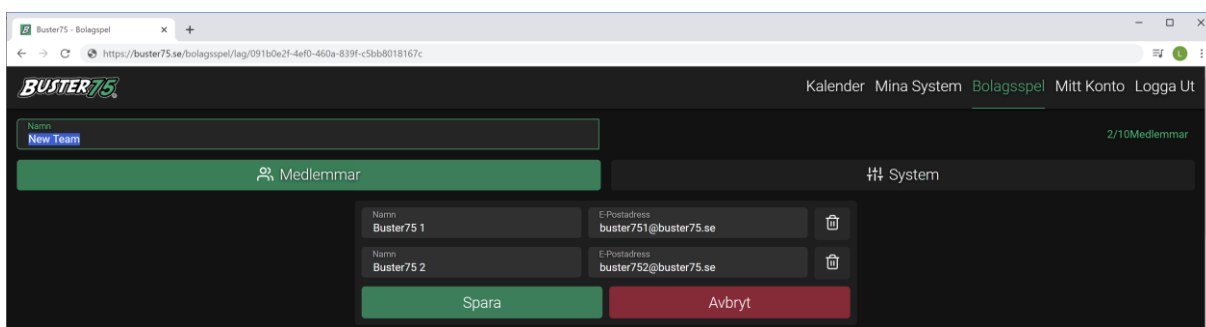 Buster75 - Bolagspel
https://buster75.se/bolagsspel/lag/091b0e2f-4ef0-460a-839f-c5bb8018167c
L
BUSTER75
Kalender Mina System Bolagsspel Mitt Konto Logga Ut
Namn
New Team
2/10Medlemmar
Medlemmar
System
Namn
Buster75 1
E-Postadress
buster751@buster75.se
Namn
Buster75 2
E-Postadress
buster752@buster75.se
Spara
Avbryt